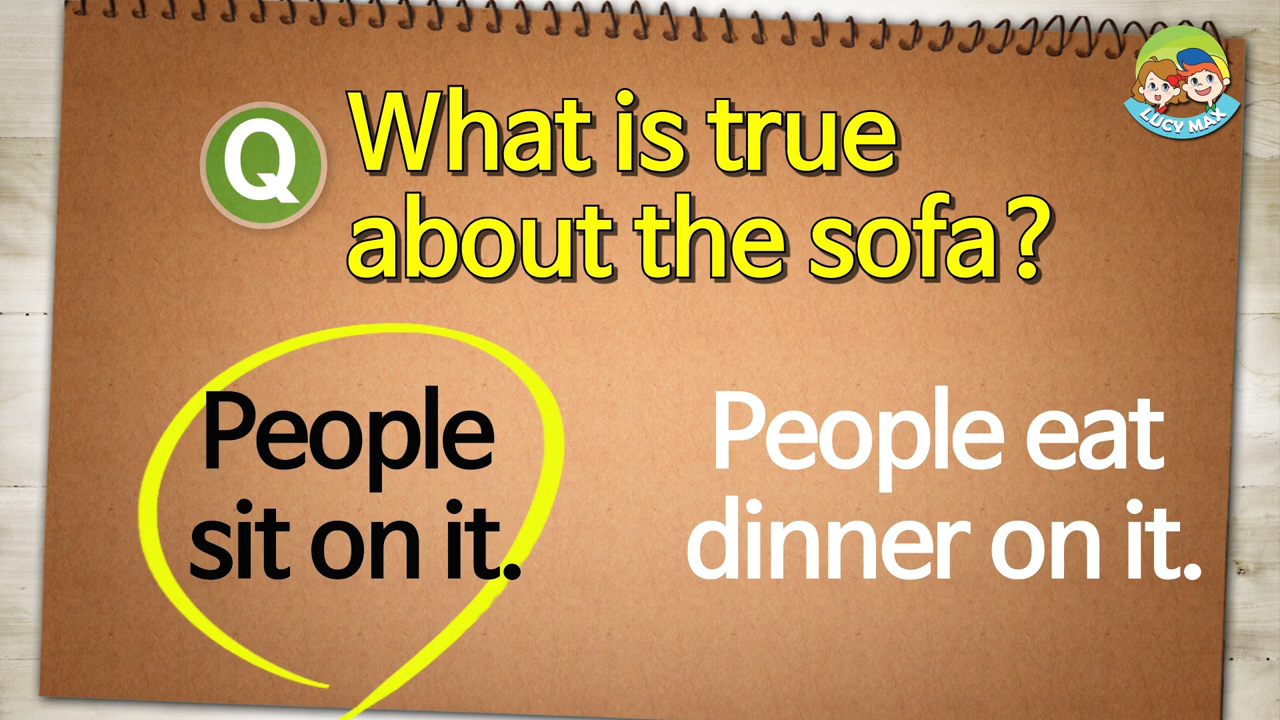 LUCY MAX
Q
What is true
about the sofa?
People
sit on it.
People eat
dinner on it.